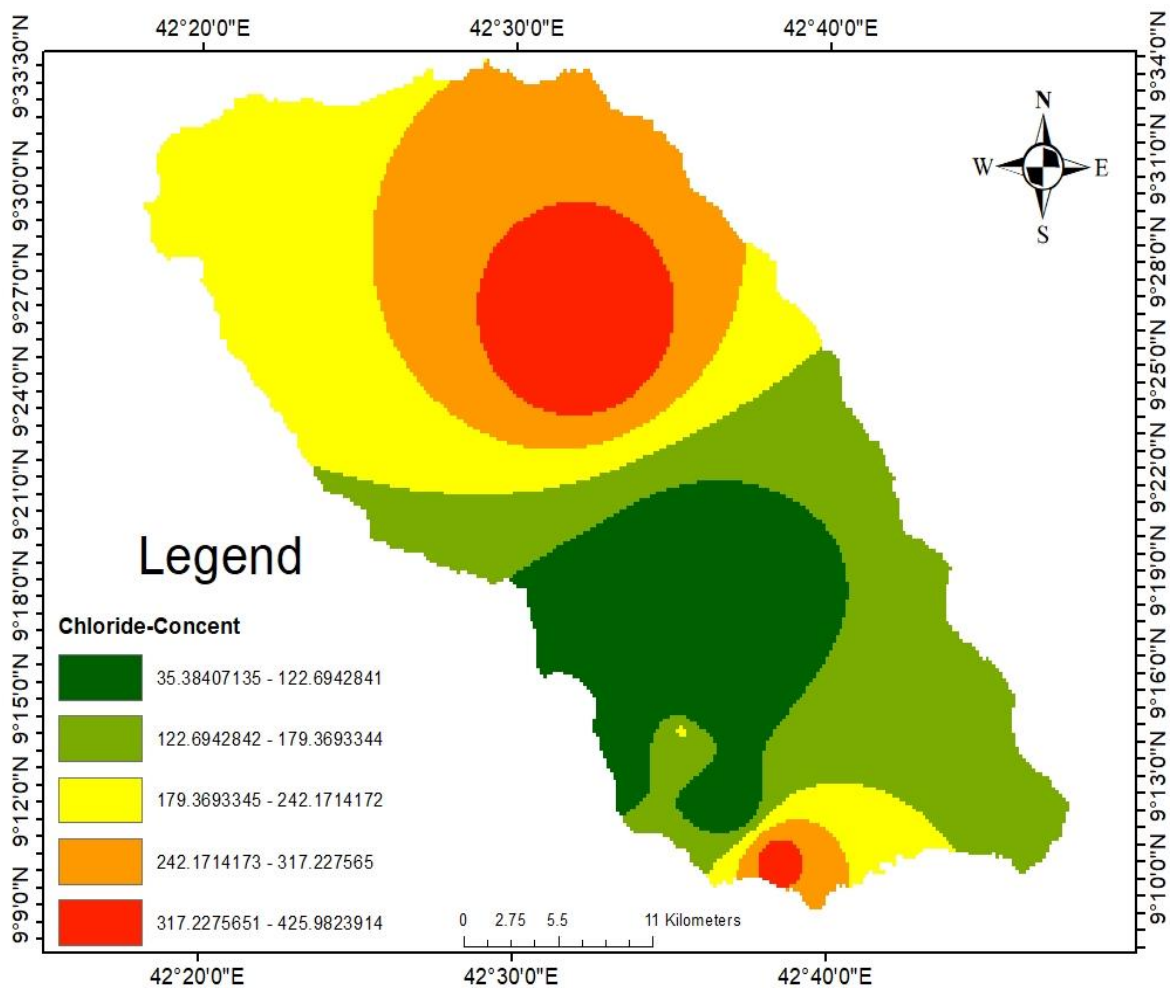 42°20'0"E 42°30'0"E 42°40'0"E
9°33'30"N
9°30'0"N
9°27'0"N
9°24'0"N
9°21'0"N
9°18'0"N
9°15'0"N
9°12'0"N
9°9'0"N
N
W E
S
Legend
Chloride-Concent
35.38407135 - 122.6942841
122.6942842 - 179.3693344
179.3693345 - 242.1714172
242.1714173 - 317.227565
317.2275651 - 425.9823914
0 2.75 5.5 11 Kilometers
9°34'0"N
9°31'0"N
9°28'0"N
9°25'0"N
9°22'0"N
9°19'0"N
9°16'0"N
9°13'0"N
9°10'0"N
42°20'0"E 42°30'0"E 42°40'0"E